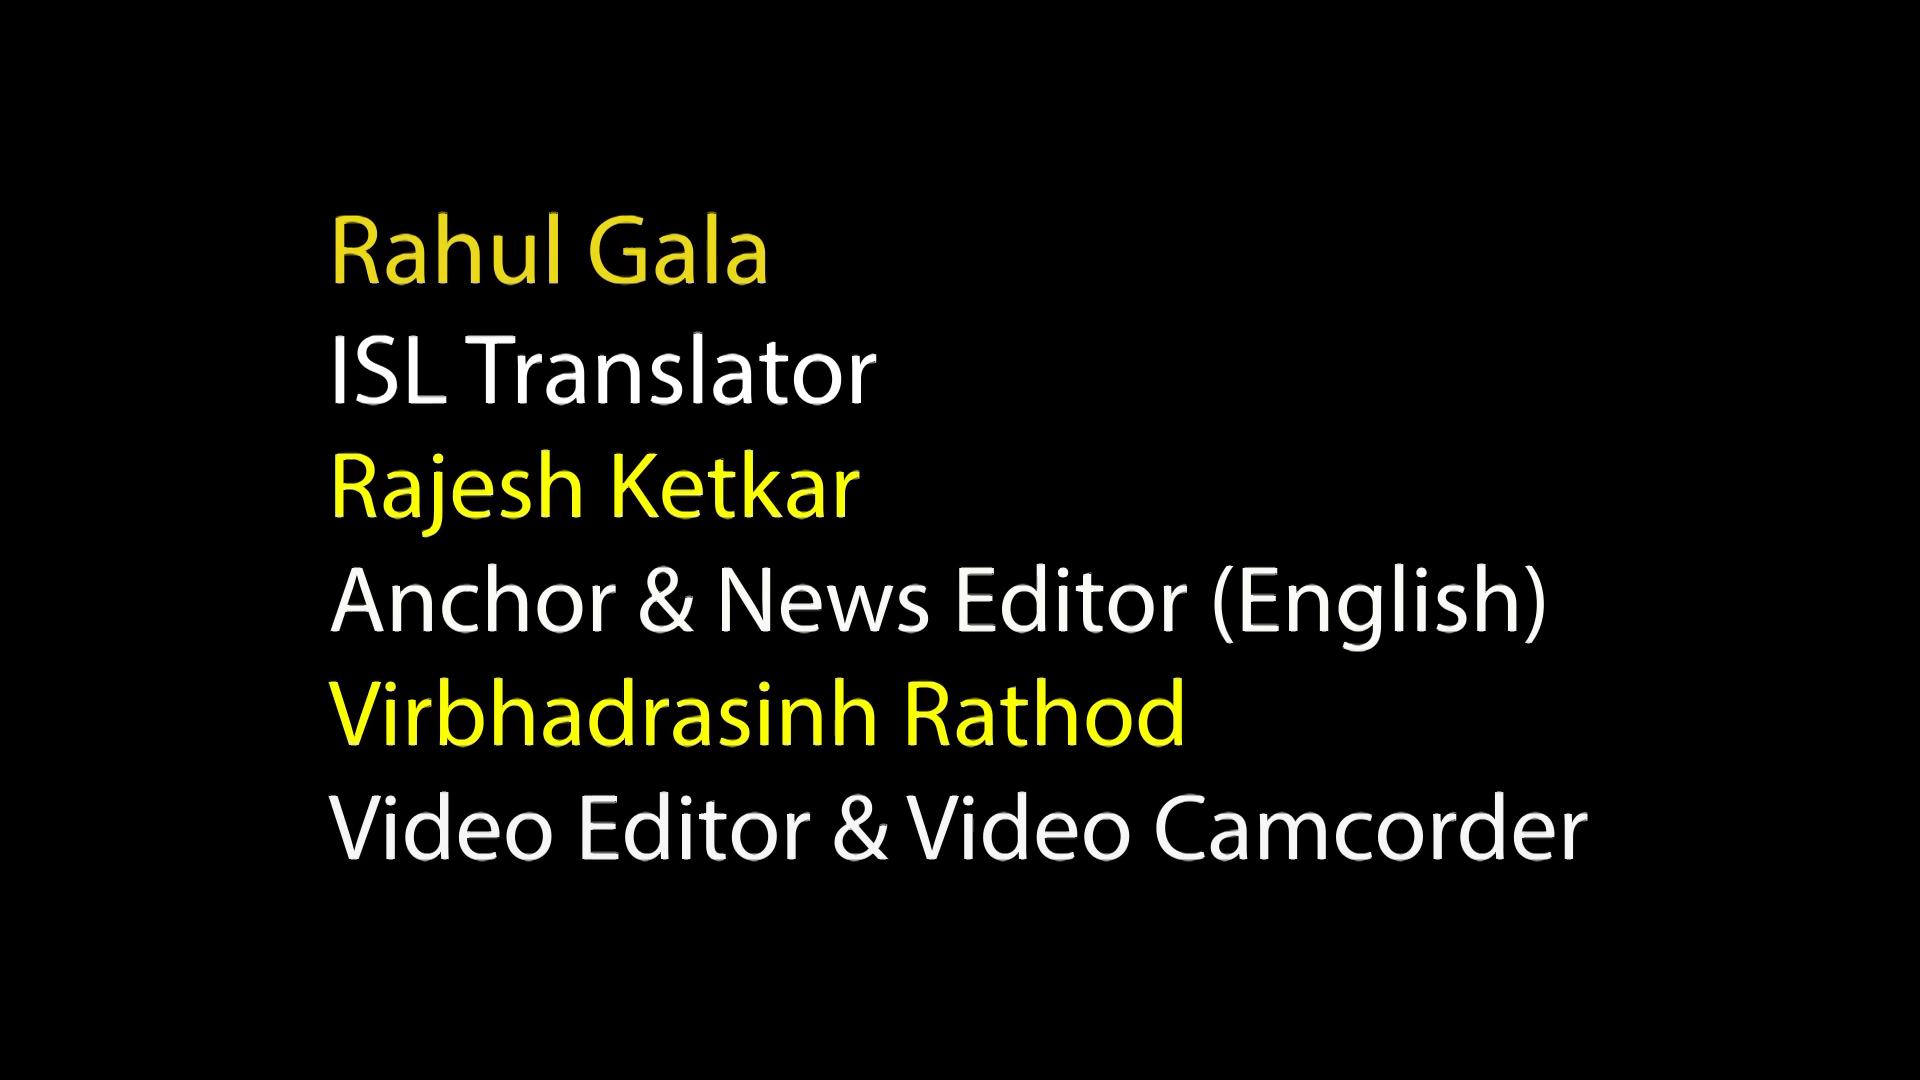 Rahul Gala
ISL Translator
Rajesh Ketkar
Anchor & News Editor (English)
Virbhadrasinh Rathod
Video Editor & Video Camcorder